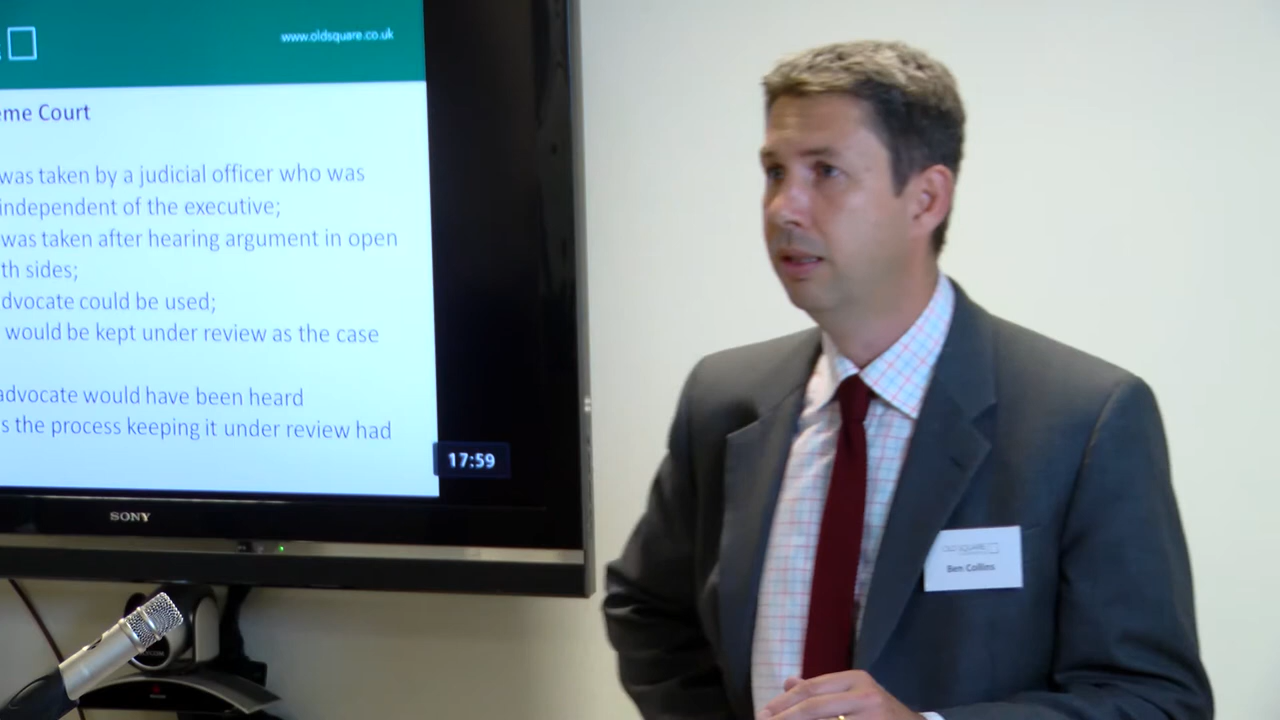 www.oldsquare.co.uk
eme Court
was taken by a judicial officer who was
independent of the executive;
was taken after hearing argument in open
th sides;
dvocate could be used;
would be kept under review as the case
advocate would have been heard
s the process keeping it under review had
17:59
SONY
OLD SQUARE
Ben Collins